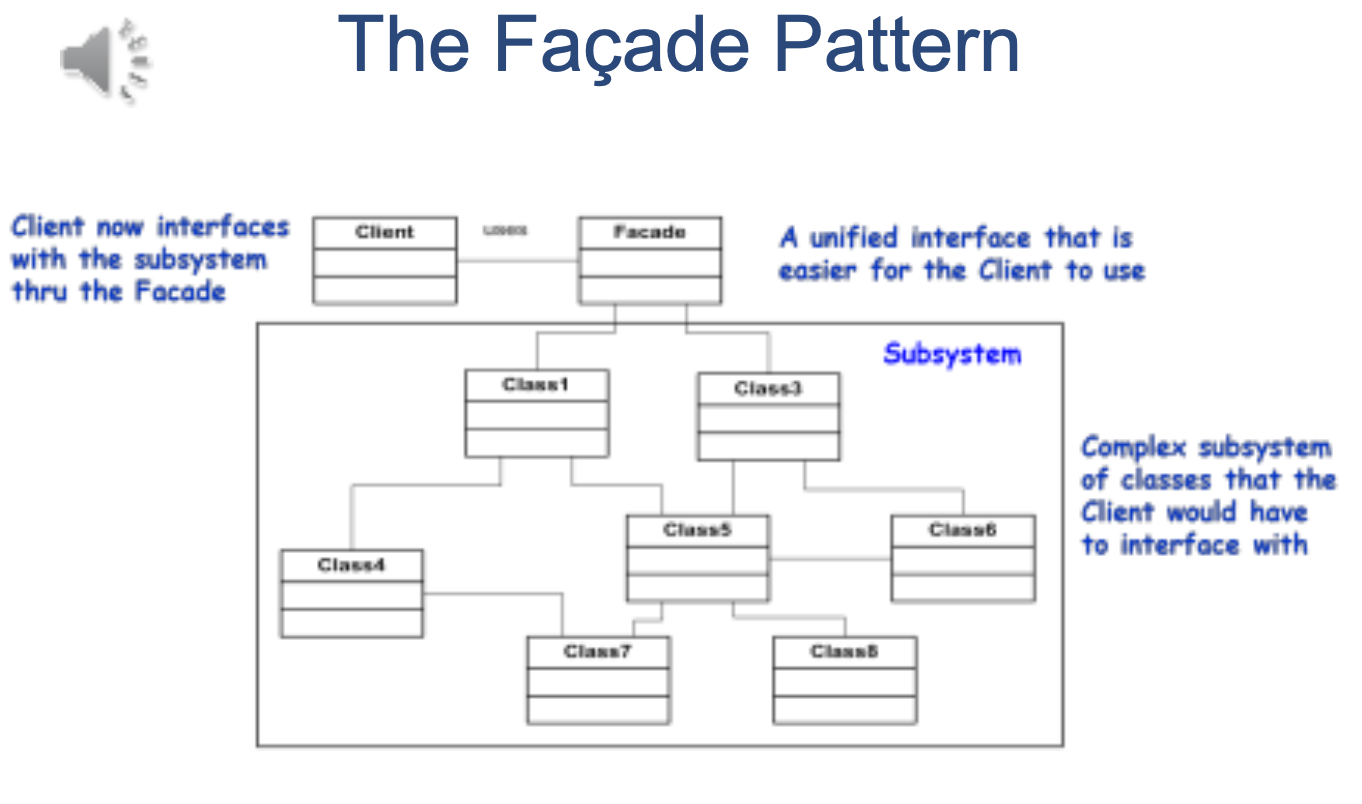 The Façade Pattern
Client now interfaces
with the subsystem
thru the Facade
Client
uses
Facade
A unified interface that is
easier for the Client to use
Subsystem
Class1
Class3
Complex subsystem
of classes that the
Client would have
to interface with
Class5
Class6
Class4
Class7
Class8